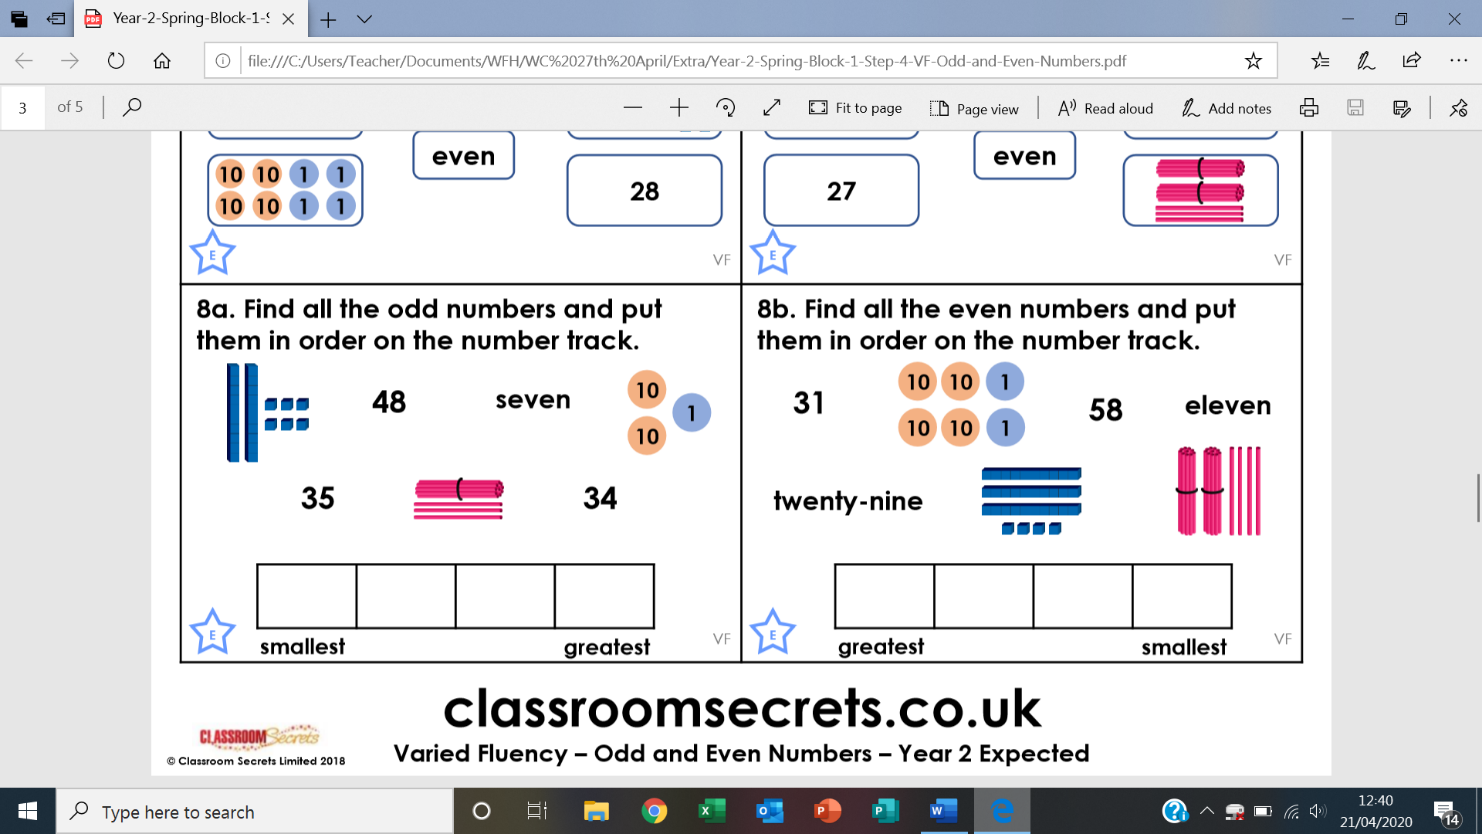 Year-2-Spring-Block-1-S
file:///C:/Users/Teacher/Documents/WFH/WC%2027th%20April/Extra/Year-2-Spring-Block-1-Step-4-VF-Odd-and-Even-Numbers.pdf
3 of 5 Fit to page Page view Read aloud Add notes
10 10 1 1
10 10 1 1
even
28
E VF
27
even
E VF
8a. Find all the odd numbers and put
them in order on the number track.
48 seven 10 1
10
35 34
smallest greatest
E VF
8b. Find all the even numbers and put
them in order on the number track.
31 10 10 1 58 eleven
10 10 1
twenty-nine
greatest smallest
E VF
classroomsecrets.co.uk
CLASSROOM Secrets
© Classroom Secrets Limited 2018
Varied Fluency – Odd and Even Numbers – Year 2 Expected
Type here to search
12:40
21/04/2020
14